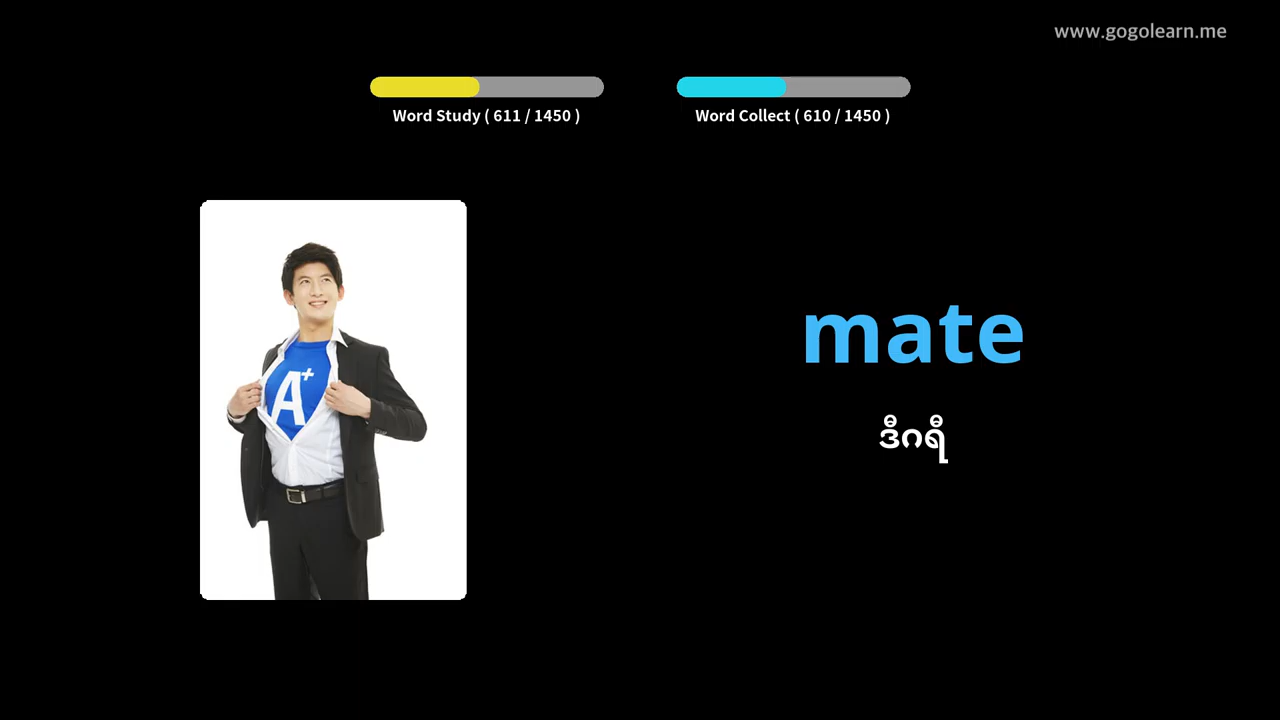 www.gogolearn.me
Word Study ( 611 / 1450 )
Word Collect ( 610 / 1450 )
A+
mate
ဒီဂရီ